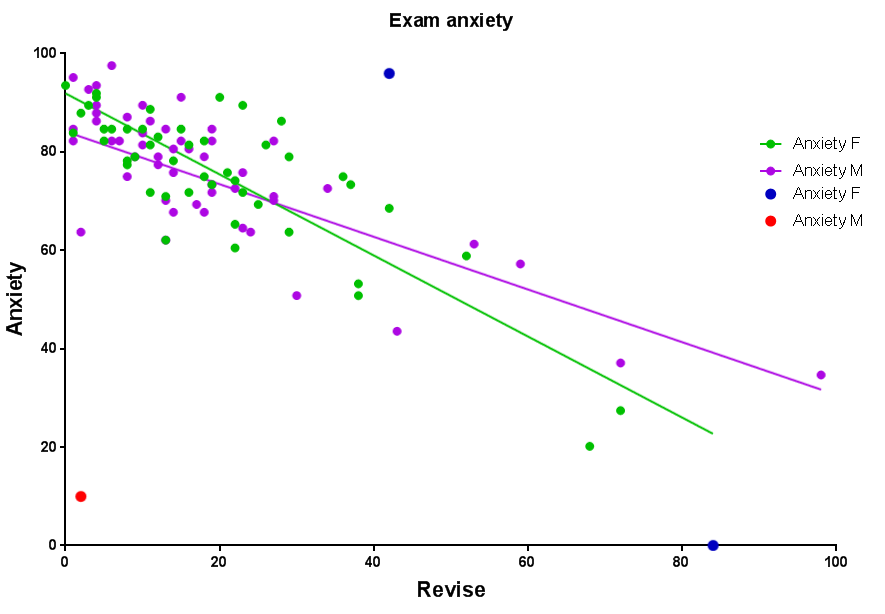 Exam anxiety
100
80
60
40
20
0
Anxiety
0 20 40 60 80 100
Revise
Anxiety F
Anxiety M
Anxiety F
Anxiety M